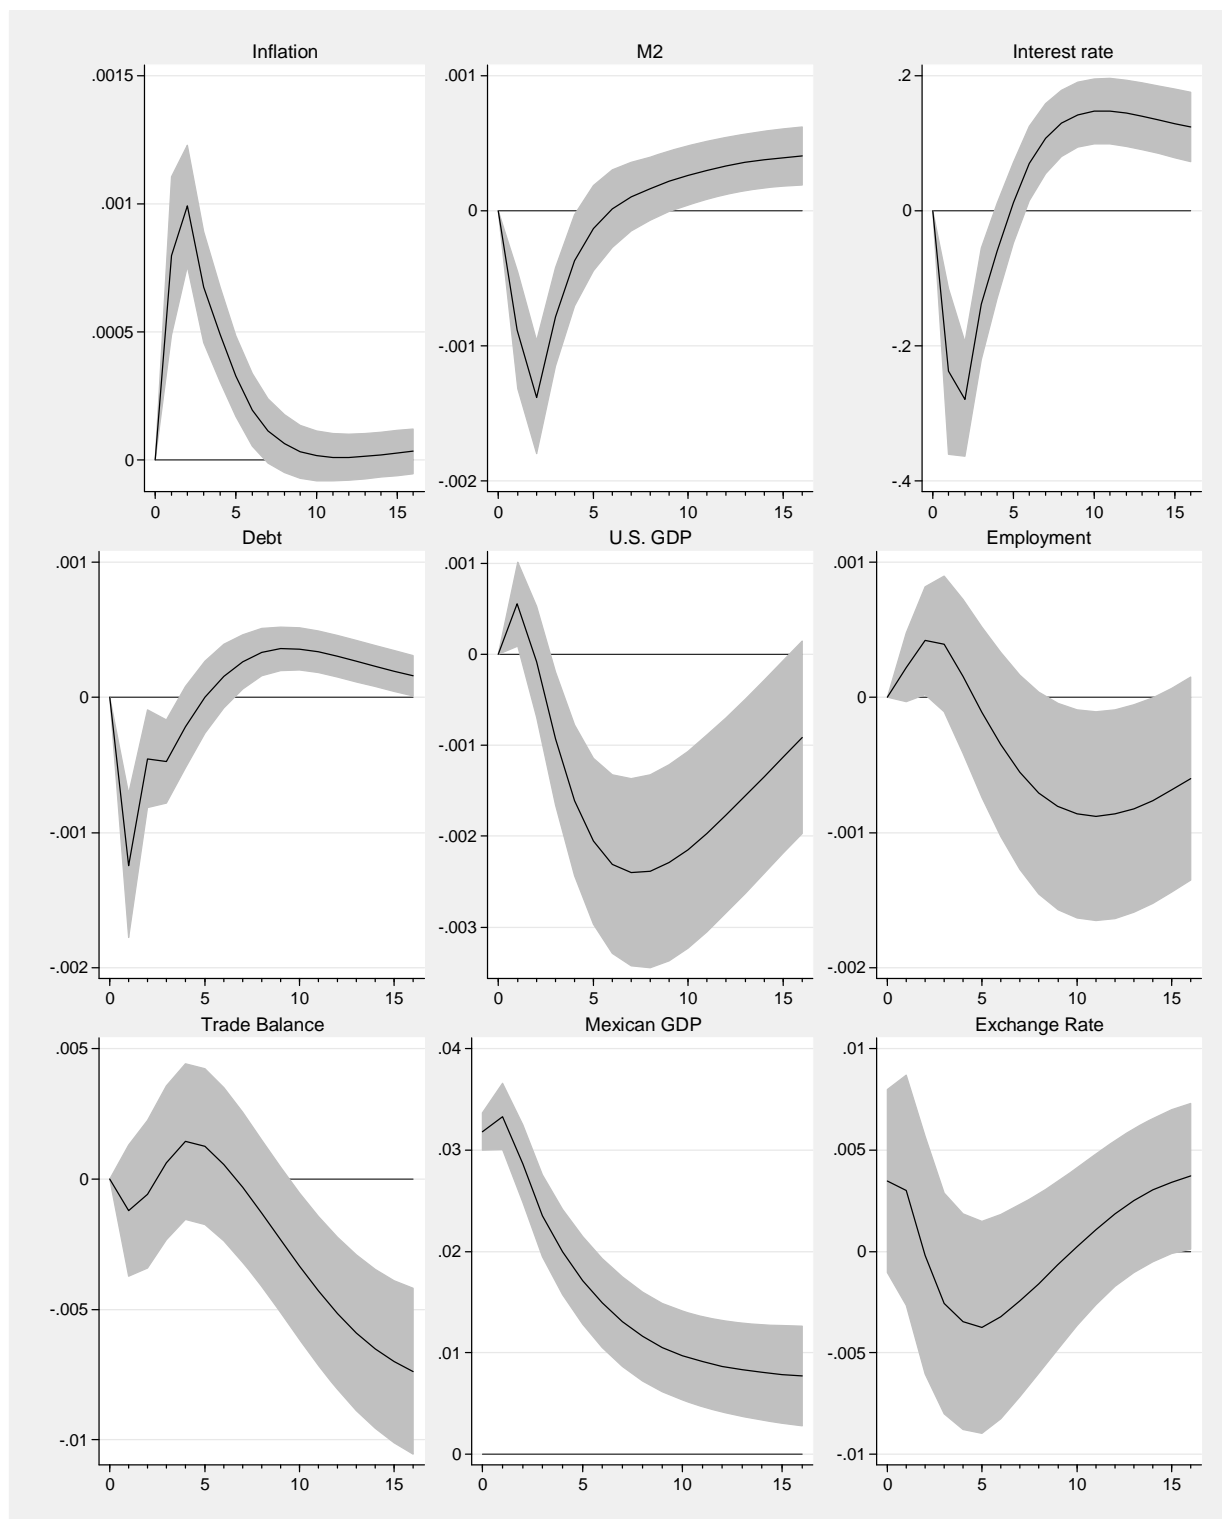 Inflation
.0015
.001
.0005
0
0 5 10 15
M2
.001
0
-.001
-.002
0 5 10 15
Interest rate
.2
0
-.2
-.4
0 5 10 15
Debt
.001
0
-.001
-.002
0 5 10 15
U.S. GDP
.001
0
-.001
-.002
-.003
0 5 10 15
Employment
.001
0
-.001
-.002
0 5 10 15
Trade Balance
.005
0
-.005
-.01
0 5 10 15
Mexican GDP
.04
.03
.02
.01
0
0 5 10 15
Exchange Rate
.01
.005
0
-.005
-.01
0 5 10 15